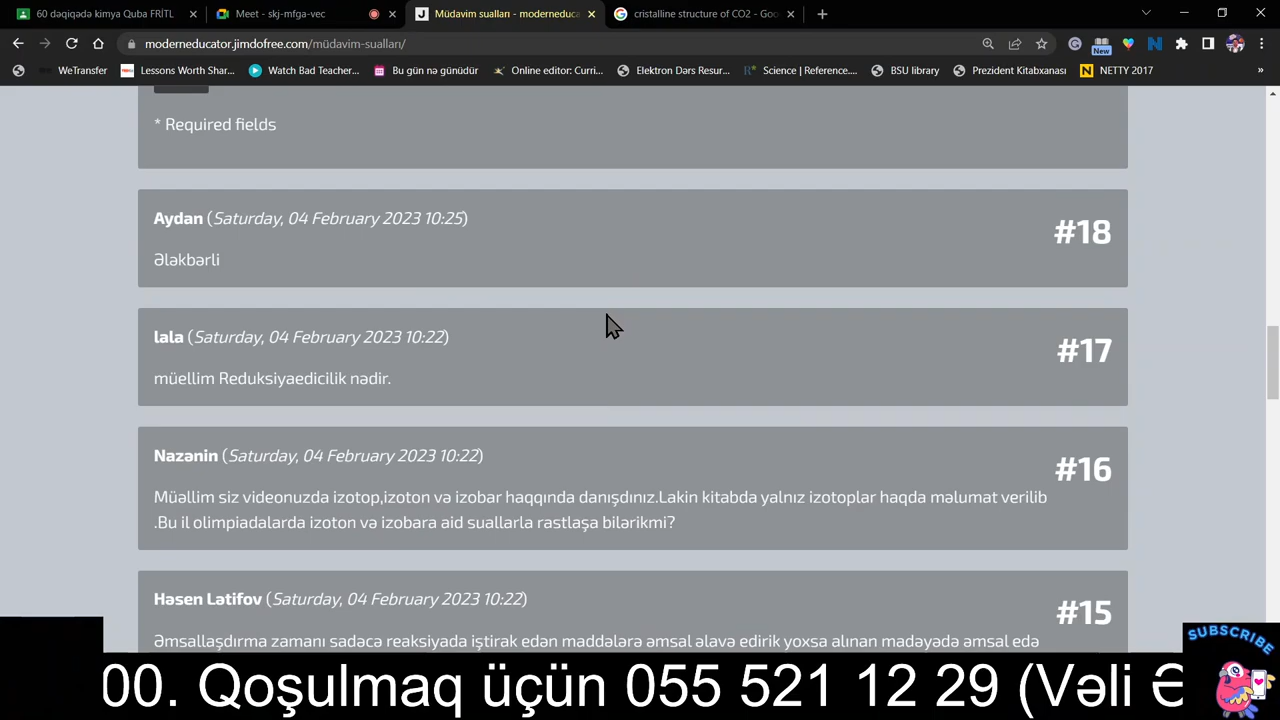 60 dəqiqədə kimya Quba FRİTL
Meet - skj-mfga-vec
Müdavim sualları - moderneduca
cristalline structure of CO2 - Goo
moderneducator.jimdofree.com/müdavim-sualları/
New
WeTransfer
Lessons Worth Shar...
Watch Bad Teacher...
Bu gün nə günüdür
Online editor: Curri...
Elektron Dərs Resur...
Science | Reference....
BSU library
Prezident Kitabxanası
NETTY 2017
* Required fields
Aydan (Saturday, 04 February 2023 10:25)
#18
Ələkbərli
lala (Saturday, 04 February 2023 10:22)
#17
müellim Reduksiyaedicilik nədir.
Nazənin (Saturday, 04 February 2023 10:22)
#16
Müəllim siz videonuzda izotop,izoton və izobar haqqında danışdınız.Lakin kitabda yalnız izotoplar haqda məlumat verilib
.Bu il olimpiadalarda izoton və izobara aid suallarla rastlaşa bilərikmi?
Həsen Lətifov (Saturday, 04 February 2023 10:22)
#15
Əmsallaşdırma zamanı sadəcə reaksiyada iştirak edən maddələrə əmsal əlavə edirik yoxsa alınan madəyədə əmsal edə
SUBSCRIBE
00. Qoşulmaq üçün 055 521 12 29 (Vəli Ə